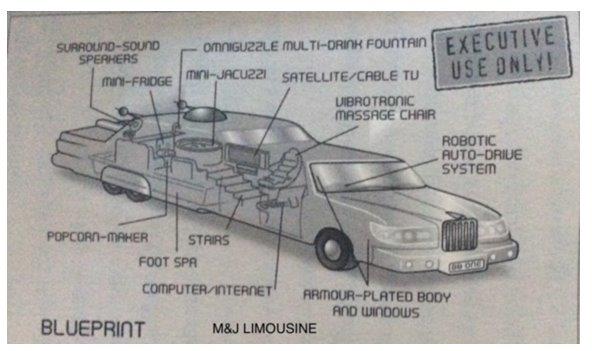 EXECUTIVE
USE ONLY!
SURROUND-SOUND
SPEAKERS
OMNIGUZZLE MULTI-DRINK FOUNTAIN
MINI-FRIDGE
MINI-JACUZZI
SATELLITE/CABLE TV
VIBROTRONIC
MASSAGE CHAIR
ROBOTIC
AUTO-DRIVE
SYSTEM
POPCORN-MAKER
STAIRS
FOOT SPA
COMPUTER/INTERNET
ARMOUR-PLATED BODY
AND WINDOWS
BLUEPRINT
M&J LIMOUSINE